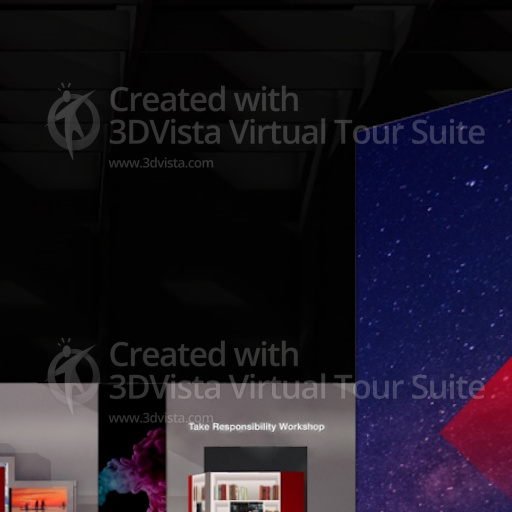 Created with
3DVista Virtual Tour Suite
www.3dvista.com
Created with
3DVista Virtual Tour Suite
www.3dvista.com
Take Responsibility Workshop